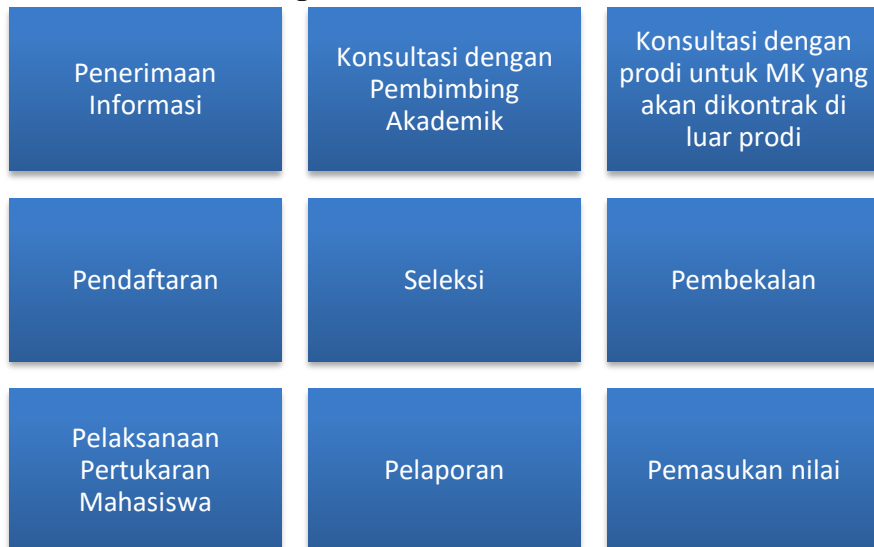 Penerimaan
Informasi
Konsultasi dengan
Pembimbing
Akademik
Konsultasi dengan
prodi untuk MK yang
akan dikontrak di
luar prodi
Pendaftaran
Seleksi
Pembekalan
Pelaksanaan
Pertukaran
Mahasiswa
Pelaporan
Pemasukan nilai